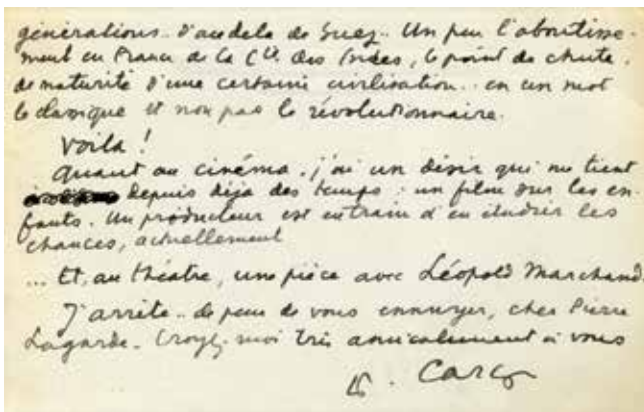 générations.. D'au dela de Suez.. Un peu l'aboutisse-
ment en France de la Cie des Indes, le point de chute,
de maturité d'une certaine civilisation.. en un mot
le classique et non pas le révolutionnaire.
Voilà !
Quant au cinéma, j'ai un désir qui me tient
depuis déjà des temps : un film sur les en-
fants. Un producteur est en train d'en étudier les
chances, actuellement
... Et, au théâtre, une pièce avec Léopold Marchand.
J'arrête.. de peur de vous ennuyer, cher Pierre
Lagarde. Croyez-moi très amicalement à vous
Carco